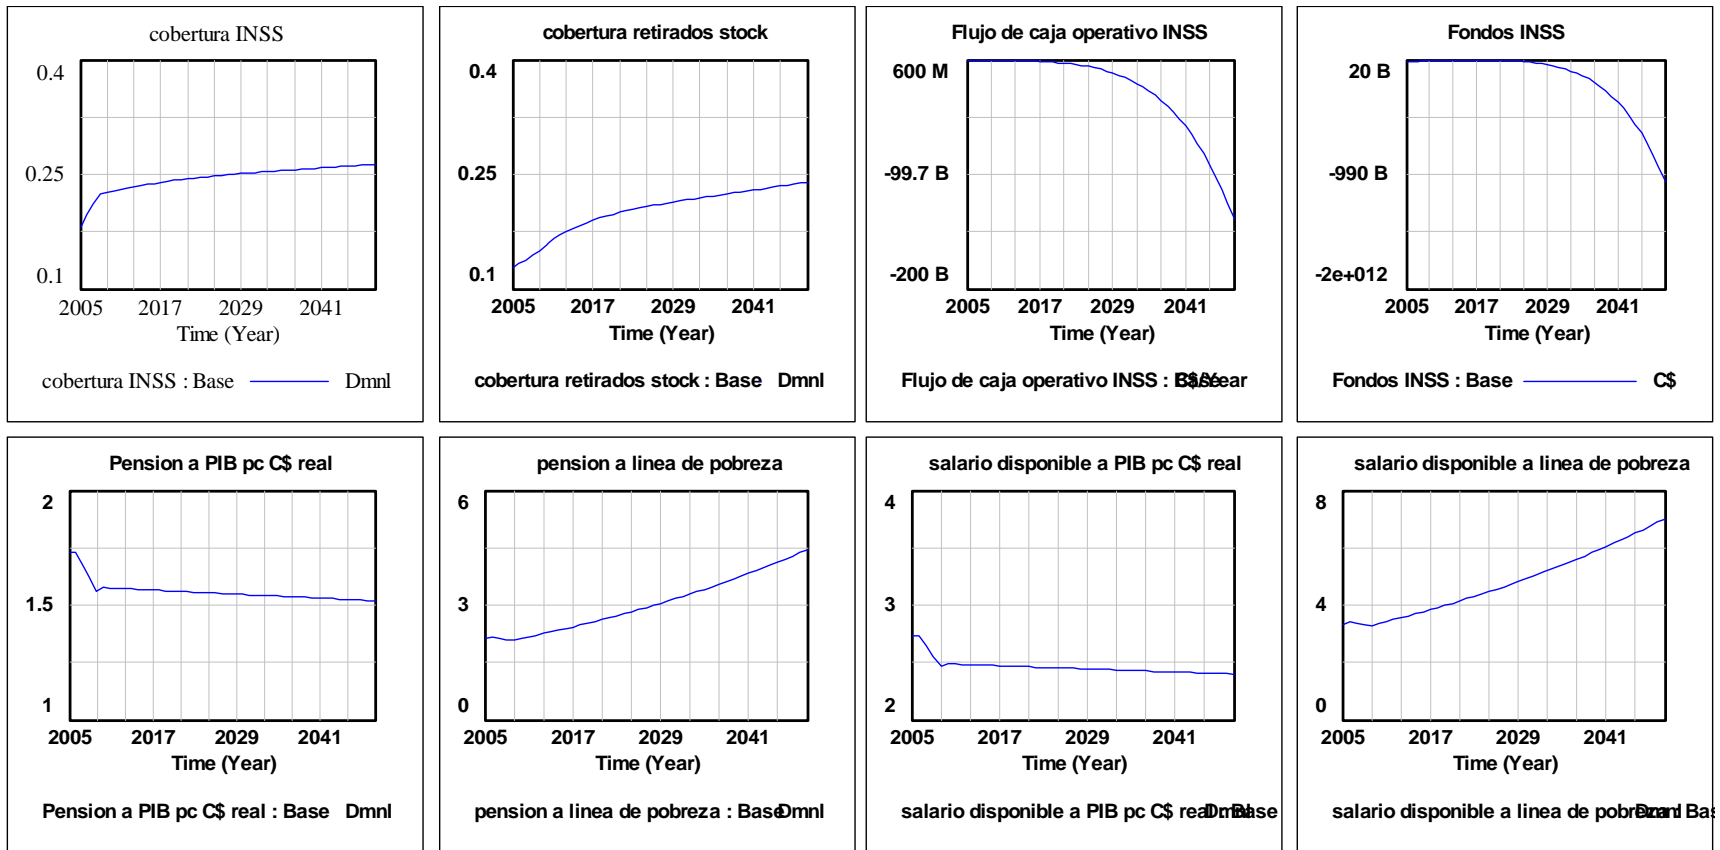 cobertura INSS
0.4
0.25
0.1
2005 2017 2029 2041
Time (Year)
cobertura INSS : Base Dmnl
cobertura retirados stock
0.4
0.25
0.1
2005 2017 2029 2041
Time (Year)
cobertura retirados stock : Base Dmnl
Flujo de caja operativo INSS
600 M
-99.7 B
-200 B
2005 2017 2029 2041
Time (Year)
Flujo de caja operativo INSS : Base C$/Year
Fondos INSS
20 B
-990 B
-2e+012
2005 2017 2029 2041
Time (Year)
Fondos INSS : Base C$
Pension a PIB pc C$ real
2
1.5
1
2005 2017 2029 2041
Time (Year)
Pension a PIB pc C$ real : Base Dmnl
pension a linea de pobreza
6
3
0
2005 2017 2029 2041
Time (Year)
pension a linea de pobreza : Base Dmnl
salario disponible a PIB pc C$ real
4
3
2
2005 2017 2029 2041
Time (Year)
salario disponible a PIB pc C$ real : Base Dmnl
salario disponible a linea de pobreza
8
4
0
2005 2017 2029 2041
Time (Year)
salario disponible a linea de pobreza : Bas Dmnl